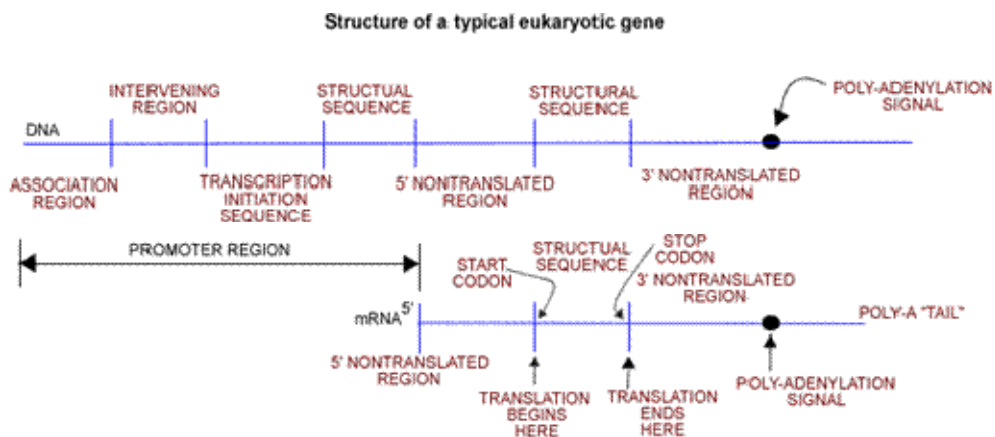 Structure of a typical eukaryotic gene
INTERVENING
REGION
STRUCTUAL
SEQUENCE
STRUCTURAL
SEQUENCE
POLY-ADENYLATION
SIGNAL
DNA
ASSOCIATION
REGION
TRANSCRIPTION
INITIATION
SEQUENCE
5' NONTRANSLATED
REGION
3' NONTRANSLATED
REGION
PROMOTER REGION
START
CODON
STRUCTUAL
SEQUENCE
STOP
CODON
3' NONTRANSLATED
REGION
mRNA 5'
POLY-A "TAIL"
5' NONTRANSLATED
REGION
TRANSLATION
BEGINS
HERE
TRANSLATION
ENDS
HERE
POLY-ADENYLATION
SIGNAL